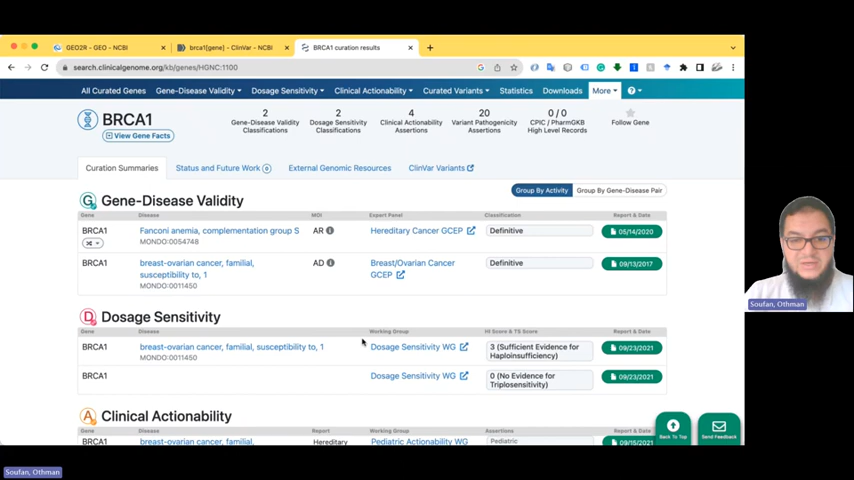 GEO2R - GEO - NCBI
brca1[gene] - ClinVar - NCBI
BRCA1 curation results
search.clinicalgenome.org/kb/genes/HGNC:1100
All Curated Genes Gene-Disease Validity Dosage Sensitivity Clinical Actionability Curated Variants Statistics Downloads More
BRCA1
View Gene Facts
2
Gene-Disease Validity
Classifications
2
Dosage Sensitivity
Classifications
4
Clinical Actionability
Assertions
20
Variant Pathogenicity
Assertions
0 / 0
CPIC / PharmGKB
High Level Records
Follow Gene
Curation Summaries Status and Future Work 0 External Genomic Resources ClinVar Variants
Group By Activity Group By Gene-Disease Pair
G Gene-Disease Validity
Gene Disease MOI Expert Panel Classification Report & Date
BRCA1 Fanconi anemia, complementation group S AR Hereditary Cancer GCEP Definitive 05/14/2020
MONDO:0054748
BRCA1 breast-ovarian cancer, familial, AD Breast/Ovarian Cancer Definitive 09/13/2017
susceptibility to, 1 GCEP
MONDO:0011450
D Dosage Sensitivity
Gene Disease Working Group HI Score & TS Score Report & Date
BRCA1 breast-ovarian cancer, familial, susceptibility to, 1 Dosage Sensitivity WG 3 (Sufficient Evidence for 09/23/2021
MONDO:0011450 Haploinsufficiency)
BRCA1 Dosage Sensitivity WG 0 (No Evidence for 09/23/2021
Triplosensitivity)
A Clinical Actionability
Gene Disease Report Working Group Assertions Report & Date
BRCA1 breast-ovarian cancer, familial, Hereditary Pediatric Actionability WG Pediatric 09/15/2021
Back To Top
Send Feedback
Soufan, Othman
Soufan, Othman